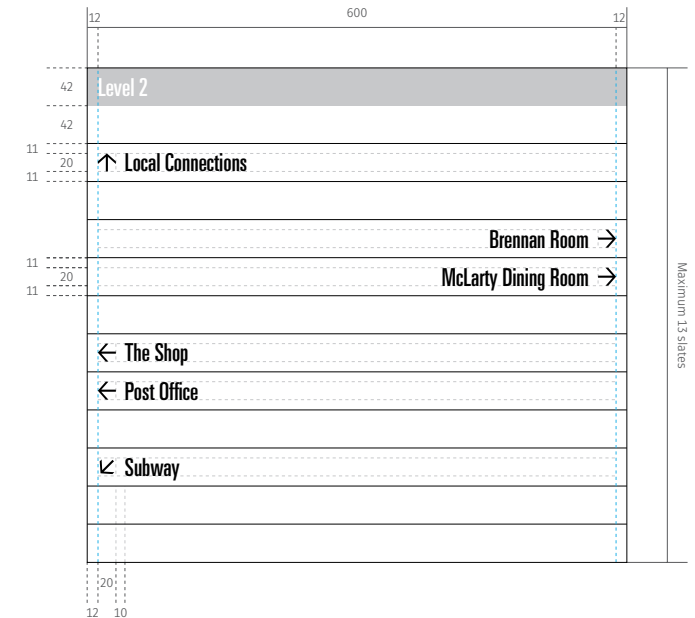 12 600 12
42 Level 2
42
11
20 Local Connections
11
Brennan Room
11
20 McLarty Dining Room
11
Maximum 13 slates
The Shop
Post Office
Subway
20
12 10